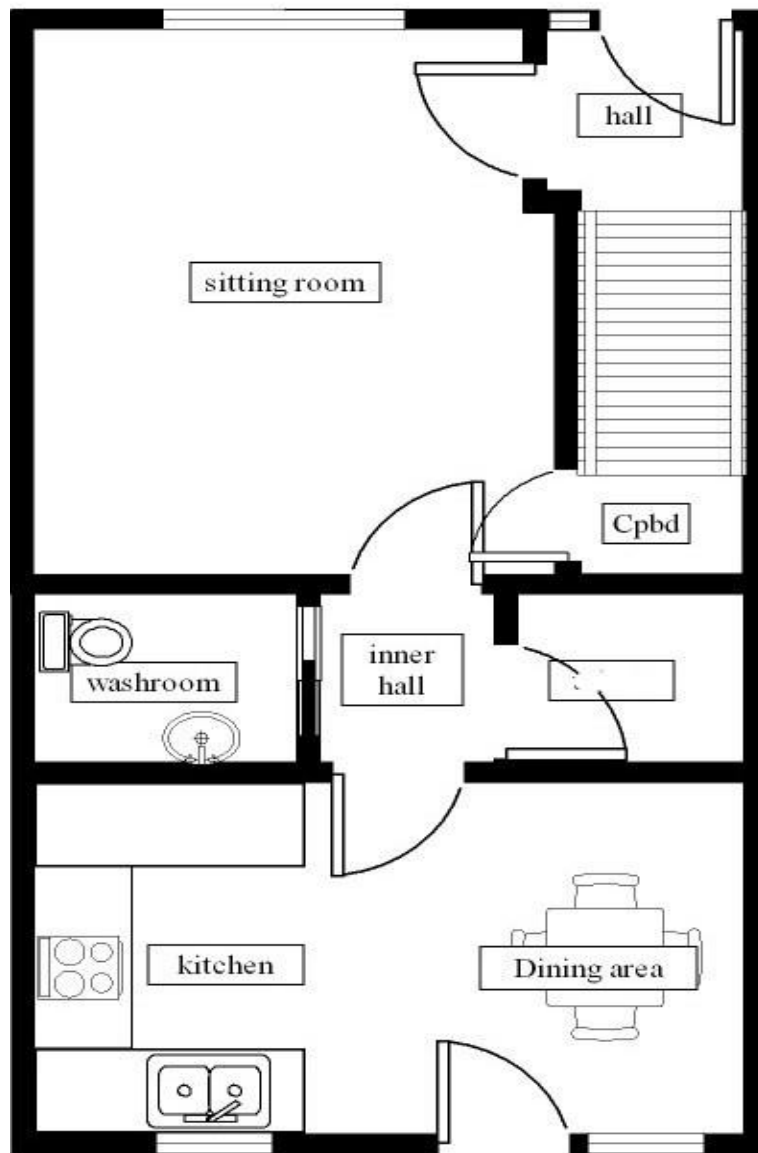 hall
sitting room
Cpbd
inner
hall
washroom
kitchen
Dining area